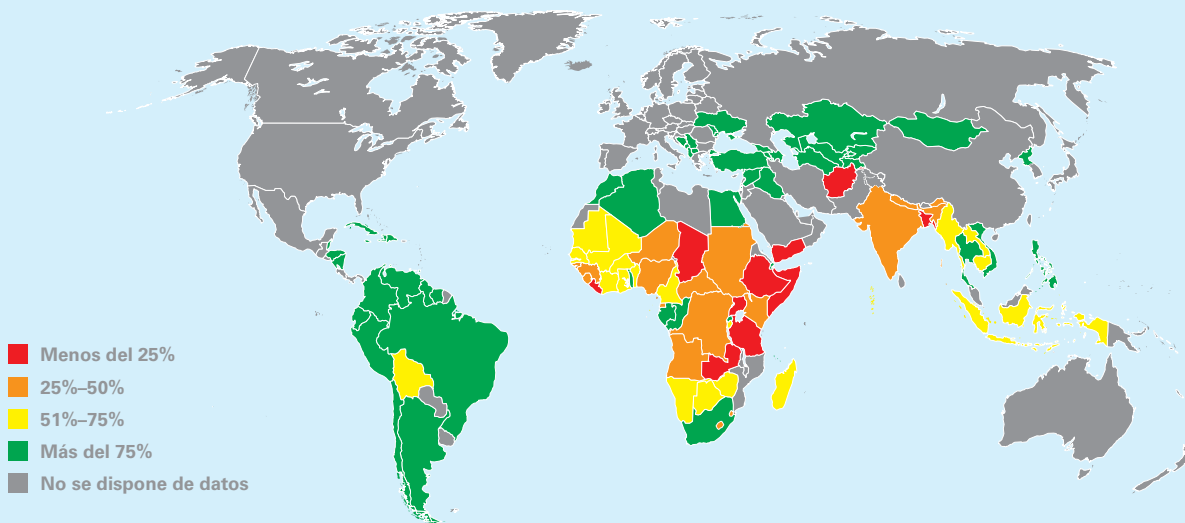 Menos del 25%
25%–50%
51%–75%
Más del 75%
No se dispone de datos